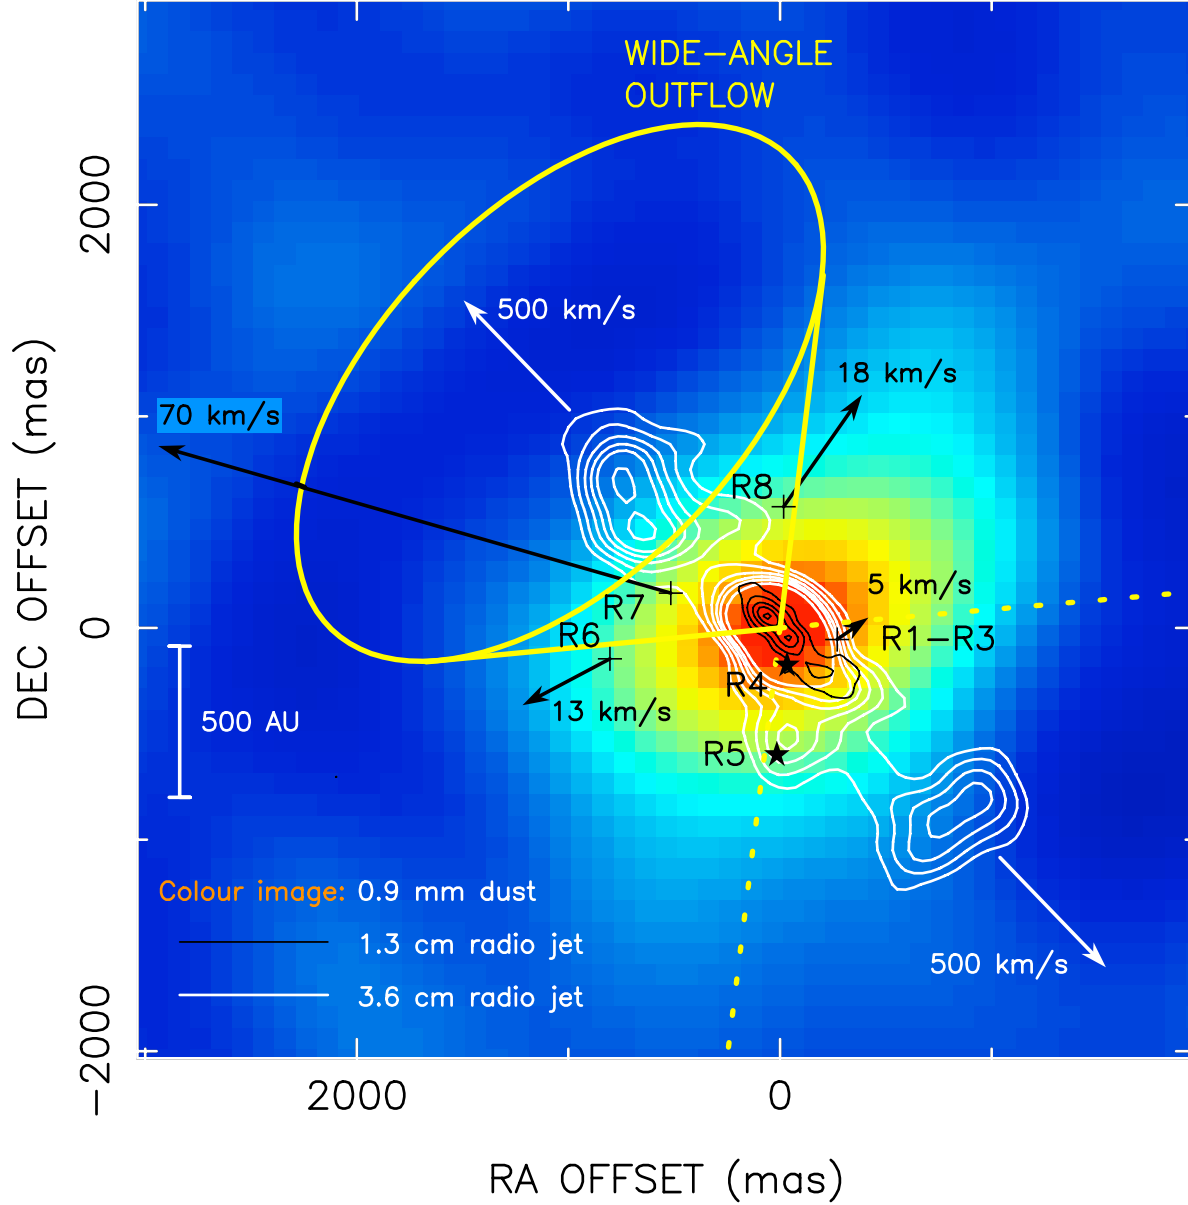 WIDE-ANGLE
OUTFLOW
2000
500 km/s
18 km/s
70 km/s
R8
5 km/s
R7
R6
R1-R3
DEC OFFSET (mas)
0
R4
13 km/s
500 AU
R5
Colour image: 0.9 mm dust
1.3 cm radio jet
500 km/s
3.6 cm radio jet
-2000
2000
0
RA OFFSET (mas)